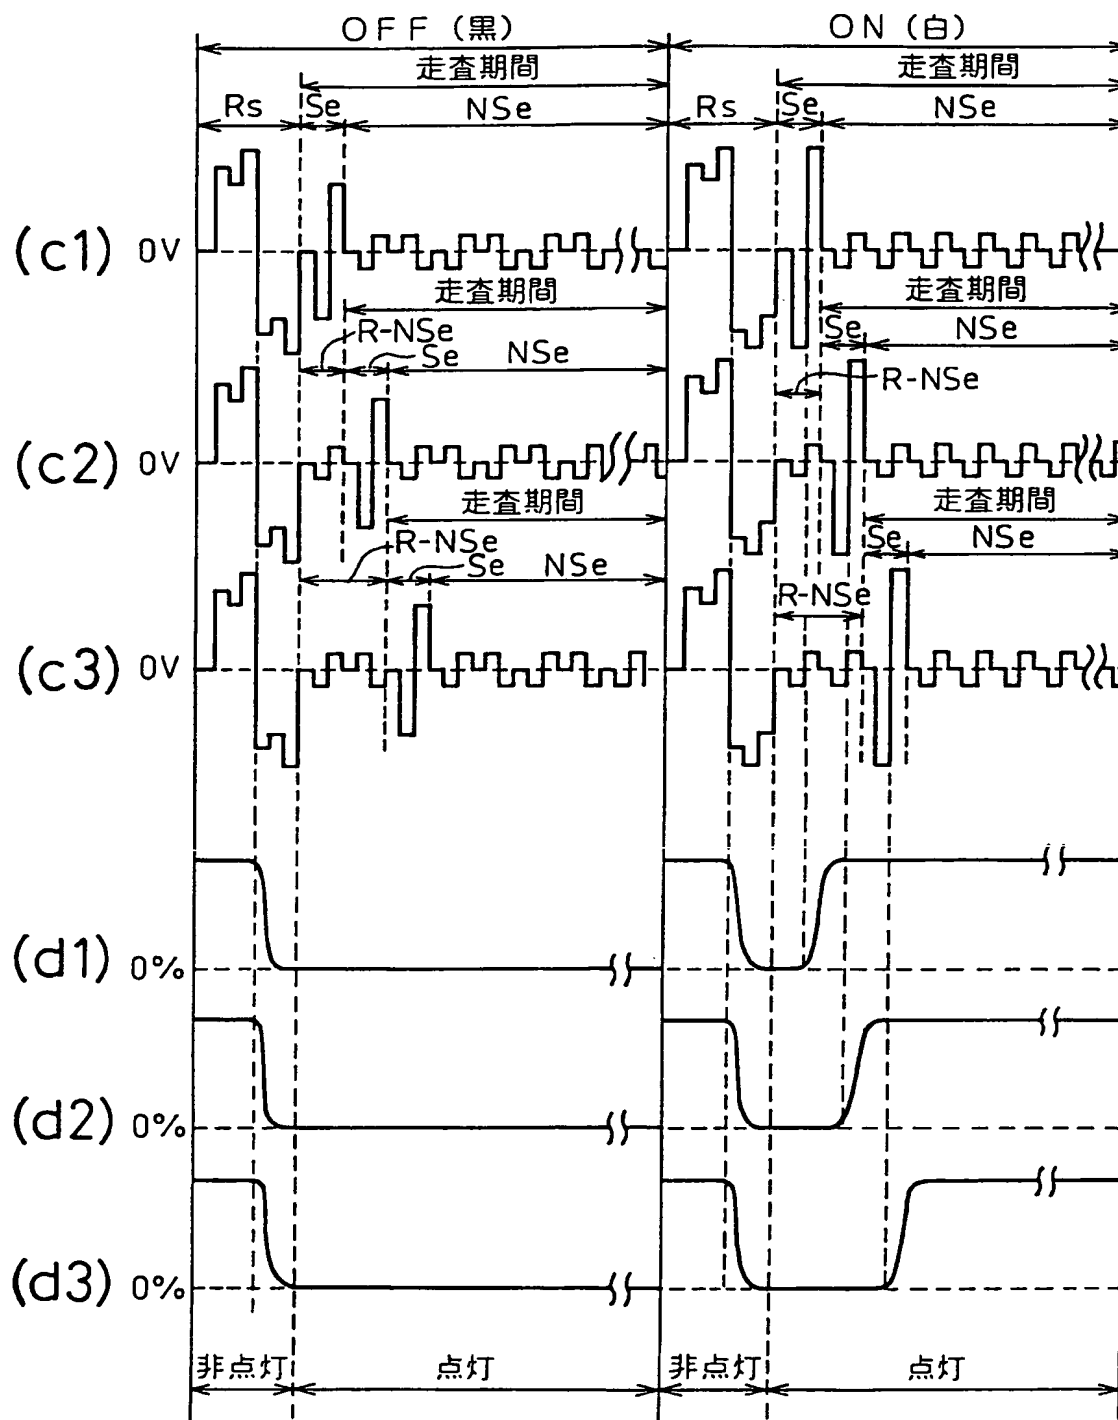 OFF (黒) ON (白)
走査期間 走査期間
Rs Se NSe Rs Se NSe
(c1) 0V
走査期間 走査期間
R-NSe Se NSe Se NSe
R-NSe
(c2) 0V
走査期間 走査期間
R-NSe Se NSe Se NSe
R-NSe
(c3) 0V
(d1) 0%
(d2) 0%
(d3) 0%
非点灯 点灯 非点灯 点灯